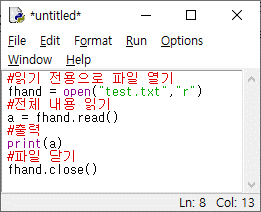 *untitled*
File Edit Format Run Options
Window Help
#읽기 전용으로 파일 열기
fhand = open("test.txt","r")
#전체 내용 읽기
a = fhand.read()
#출력
print(a)
#파일 닫기
fhand.close()
Ln: 8 Col: 13